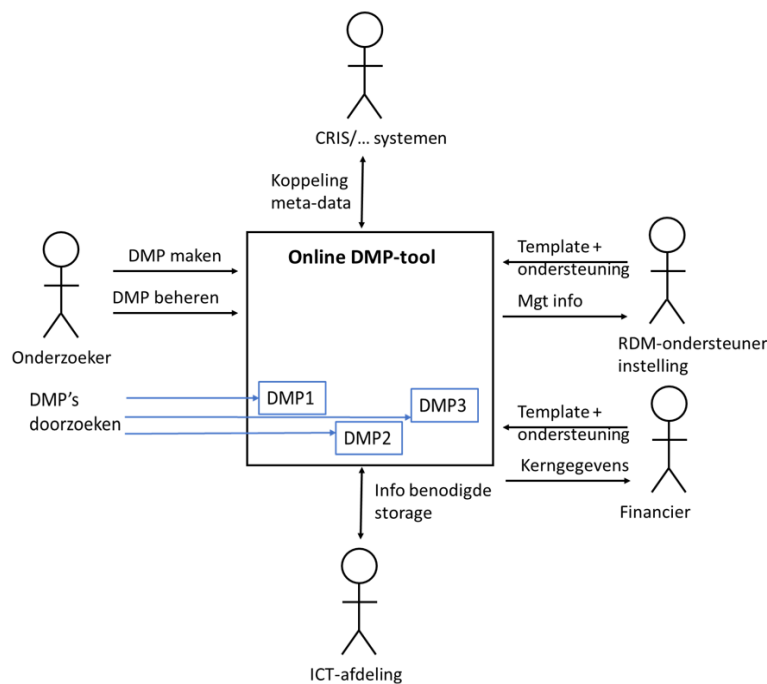 CRIS/... systemen
Koppeling
meta-data
Online DMP-tool
DMP maken
DMP beheren
Onderzoeker
Template +
ondersteuning
Mgt info
RDM-ondersteuner
instelling
DMP's
doorzoeken
DMP1
DMP3
DMP2
Template +
ondersteuning
Kerngegevens
Financier
Info benodigde
storage
ICT-afdeling